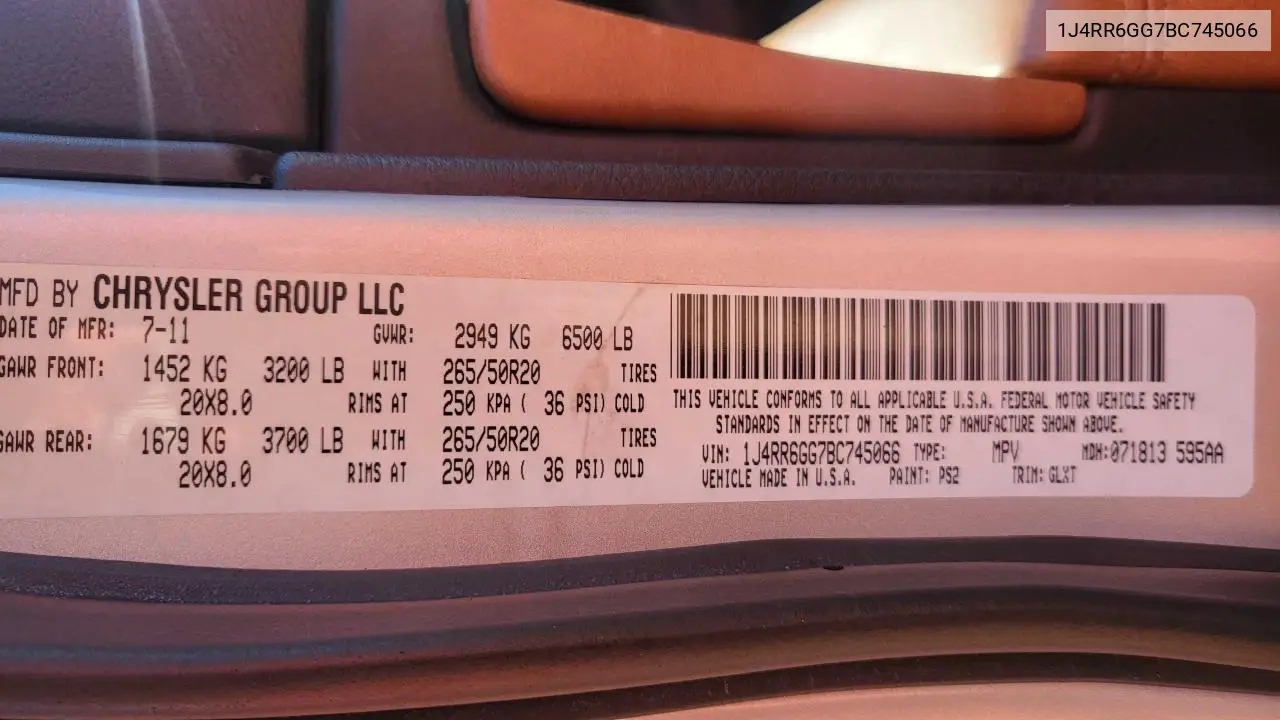 1J4RR6GG7BC745066
MFD BY CHRYSLER GROUP LLC
DATE OF MFR: 7-11 GVWR: 2949 KG 6500 LB
GAWR FRONT: 1452 KG 3200 LB WITH 265/50R20 TIRES
20X8.0 RIMS AT 250 KPA ( 36 PSI) COLD
GAWR REAR: 1679 KG 3700 LB WITH 265/50R20 TIRES
20X8.0 RIMS AT 250 KPA ( 36 PSI) COLD
THIS VEHICLE CONFORMS TO ALL APPLICABLE U.S.A. FEDERAL MOTOR VEHICLE SAFETY
STANDARDS IN EFFECT ON THE DATE OF MANUFACTURE SHOWN ABOVE.
VIN: 1J4RR6GG7BC745066 TYPE: MPV MDH: 071813 595AA
VEHICLE MADE IN U.S.A. PAINT: PS2 TRIM: GLXT